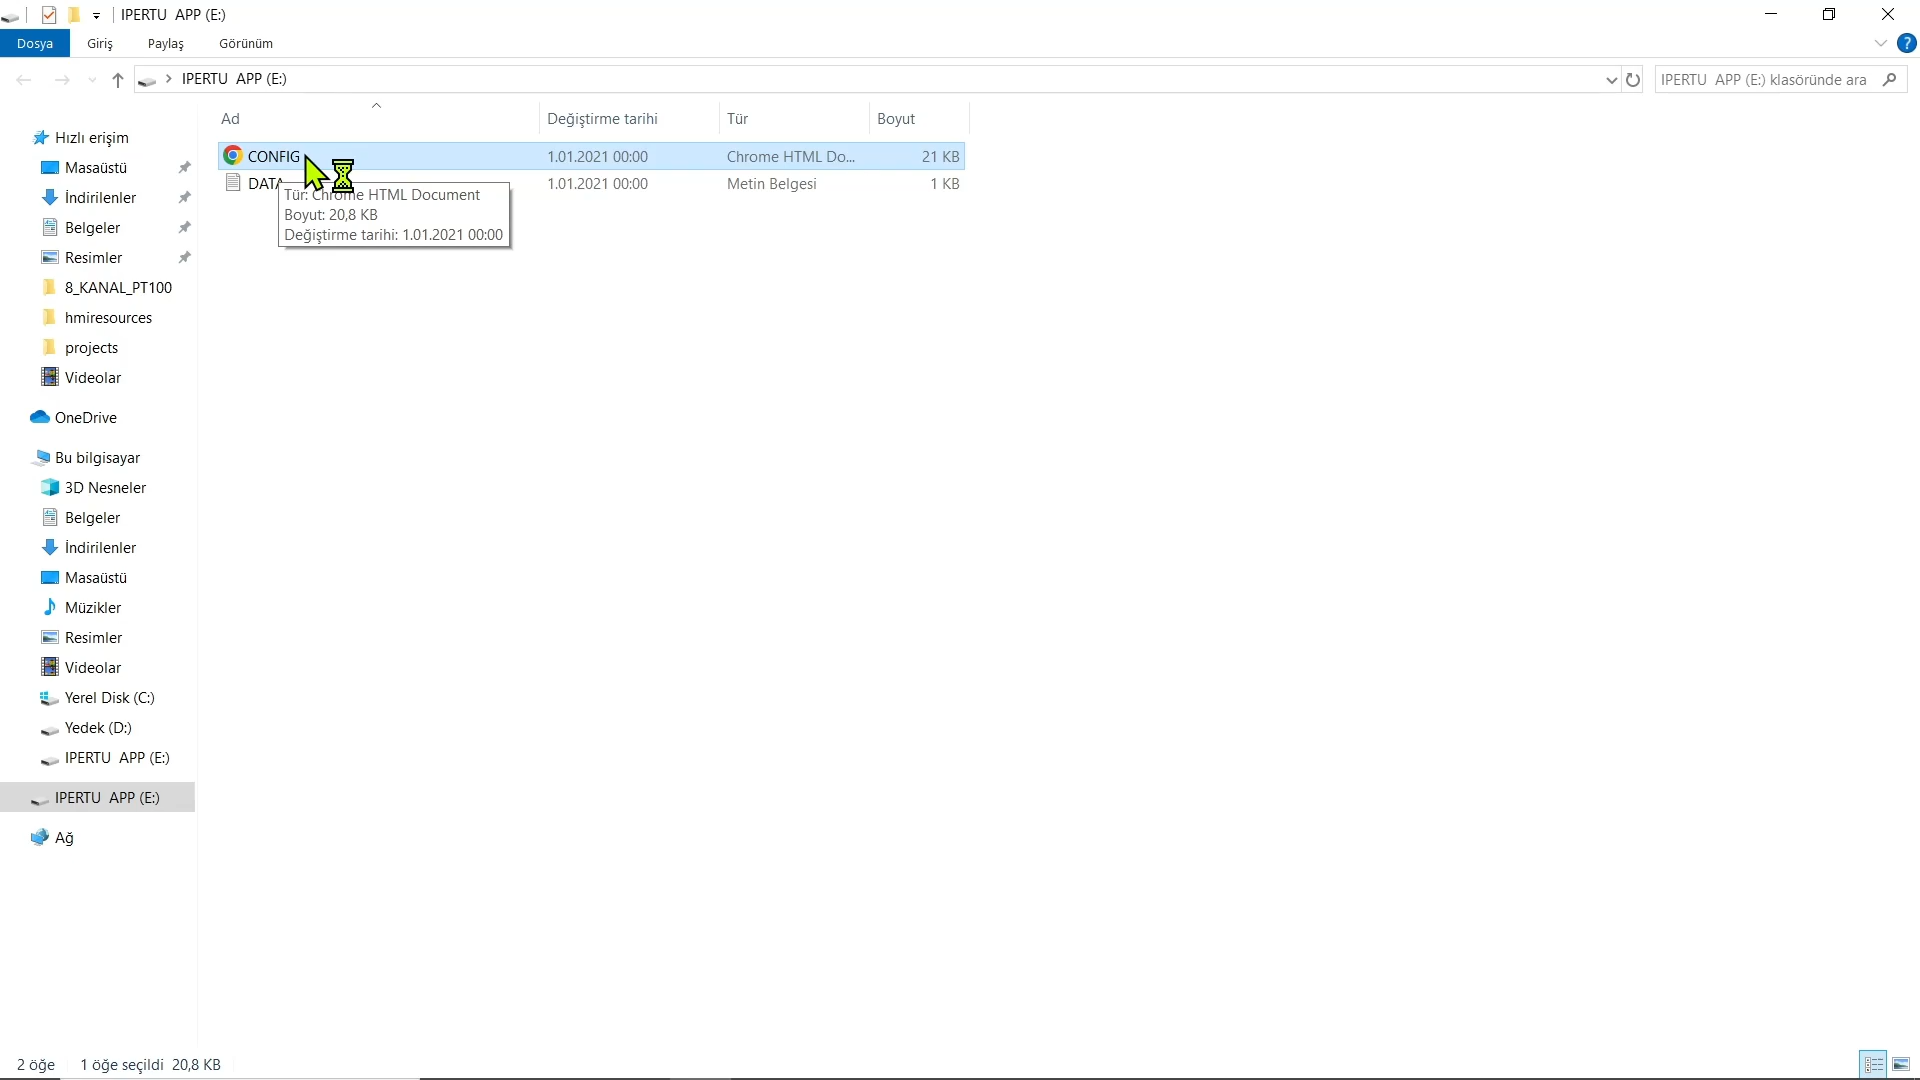 IPERTU APP (E:)
Dosya Giriş Paylaş Görünüm
?
IPERTU APP (E:)
IPERTU APP (E:) klasöründe ara
Ad Değiştirme tarihi Tür Boyut
CONFIG 1.01.2021 00:00 Chrome HTML Do... 21 KB
DATA 1.01.2021 00:00 Metin Belgesi 1 KB
Tür: Chrome HTML Document
Boyut: 20,8 KB
Değiştirme tarihi: 1.01.2021 00:00
Hızlı erişim
Masaüstü
İndirilenler
Belgeler
Resimler
8_KANAL_PT100
hmiresources
projects
Videolar
OneDrive
Bu bilgisayar
3D Nesneler
Belgeler
İndirilenler
Masaüstü
Müzikler
Resimler
Videolar
Yerel Disk (C:)
Yedek (D:)
IPERTU APP (E:)
IPERTU APP (E:)
Ağ
2 öğe 1 öğe seçildi 20,8 KB